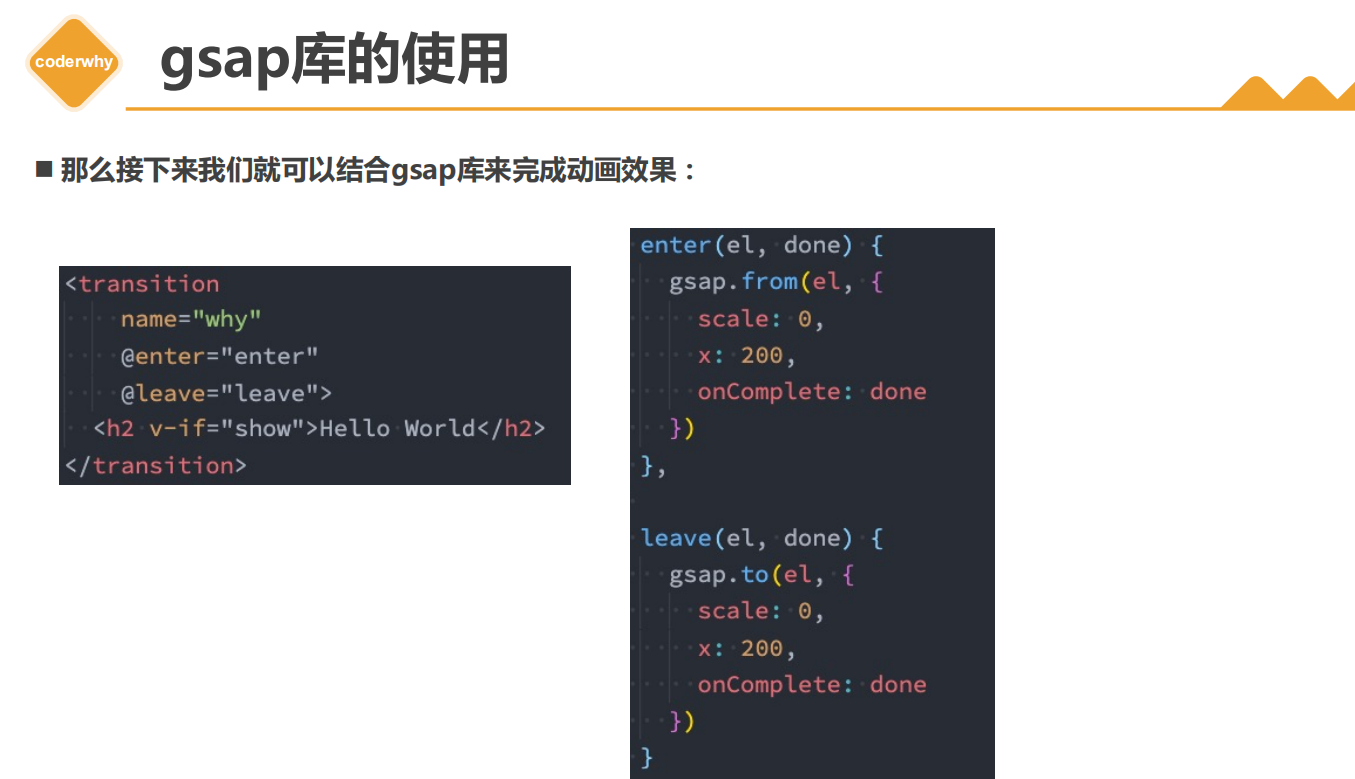 coderwhy
gsap库的使用
那么接下来我们就可以结合gsap库来完成动画效果：
<transition
    name="why"
    @enter="enter"
    @leave="leave">
  <h2 v-if="show">Hello World</h2>
</transition>
enter(el, done) {
  gsap.from(el, {
    scale: 0,
    x: 200,
    onComplete: done
  })
},
leave(el, done) {
  gsap.to(el, {
    scale: 0,
    x: 200,
    onComplete: done
  })
}